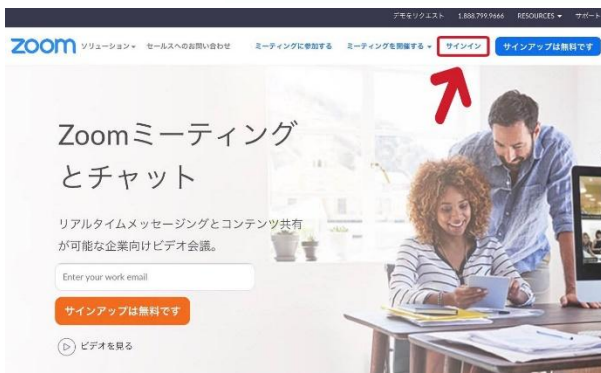 デモをリクエスト 1.888.799.9666 RESOURCES サポート
zoom ソリューション セールスへのお問い合わせ ミーティングに参加する ミーティングを開催する サインイン サインアップは無料です
Zoomミーティング
とチャット
リアルタイムメッセージングとコンテンツ共有
が可能な企業向けビデオ会議。
Enter your work email
サインアップは無料です
ビデオを見る